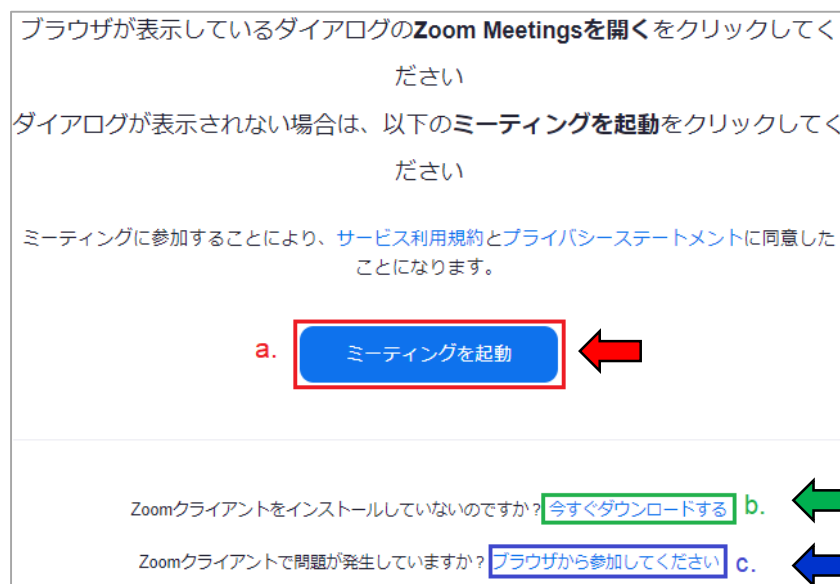 ブラウザが表示しているダイアログのZoom Meetingsを開くをクリックしてく
ださい
ダイアログが表示されない場合は、以下のミーティングを起動をクリックしてく
ださい
ミーティングに参加することにより、サービス利用規約とプライバシーステートメントに同意した
ことになります。
a. ミーティングを起動
Zoomクライアントをインストールしていないのですか？今すぐダウンロードする b.
Zoomクライアントで問題が発生していますか？ブラウザから参加してください c.